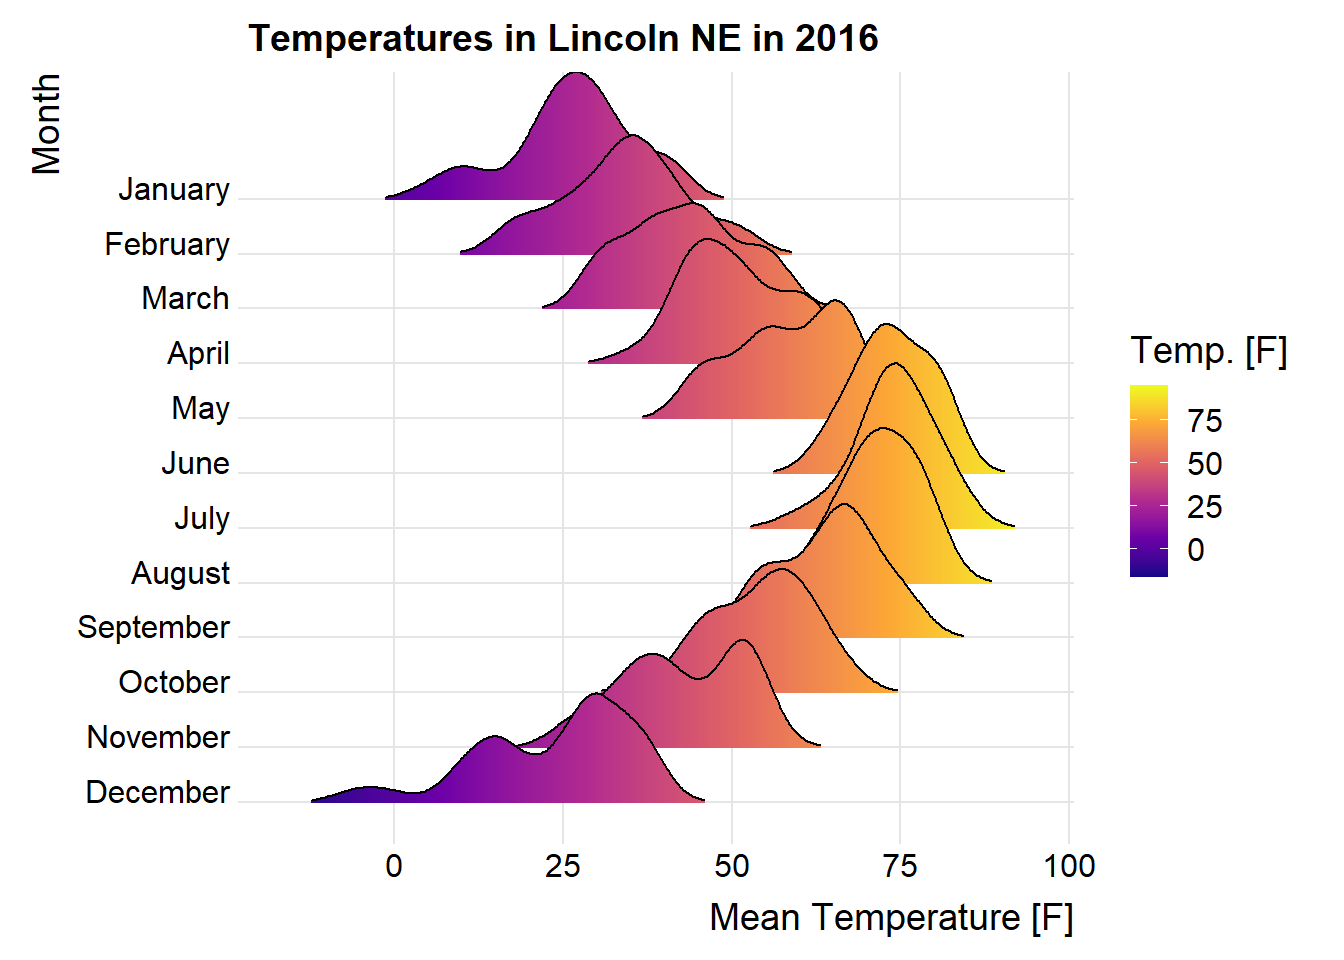 Temperatures in Lincoln NE in 2016
Month
January
February
March
April
May
June
July
August
September
October
November
December
0
25
50
75
100
Mean Temperature [F]
Temp. [F]
75
50
25
0